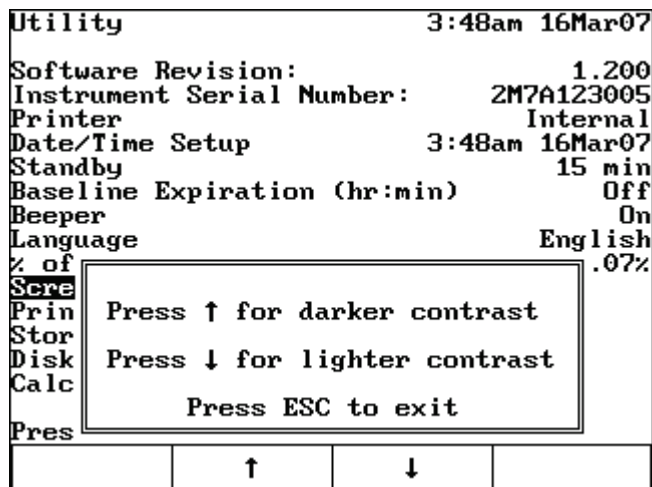 Utility 3:48am 16Mar07
Software Revision: 1.200
Instrument Serial Number: 2M7A123005
Printer Internal
Date/Time Setup 3:48am 16Mar07
Standby 15 min
Baseline Expiration (hr:min) Off
Beeper On
Language English
% of .07%
Scre
Prin
Stor
Disk
Calc
Pres
Press ↑ for darker contrast
Press ↓ for lighter contrast
Press ESC to exit
↑ ↓